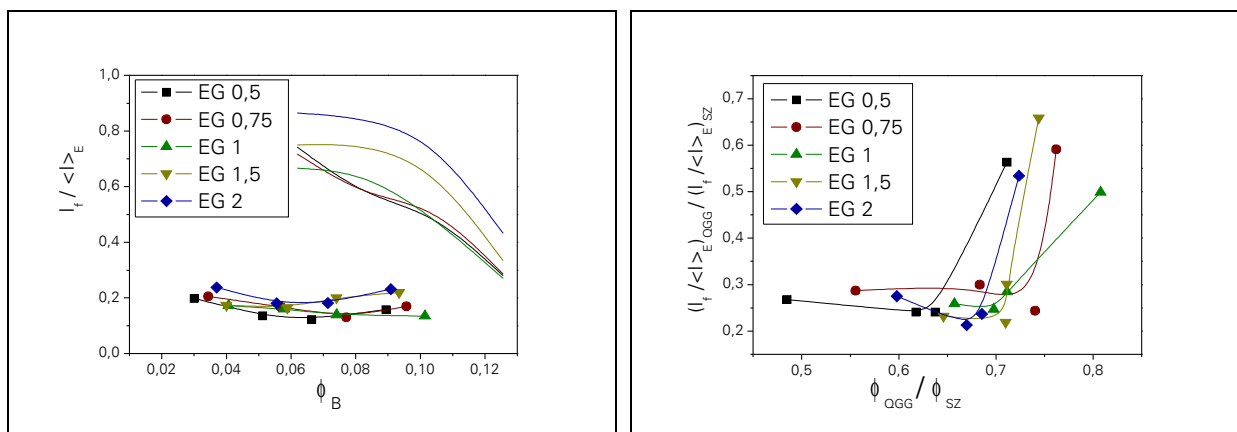 1,0
0,8
0,6
0,4
0,2
0,0
I_f / <I>_E
EG 0,5
EG 0,75
EG 1
EG 1,5
EG 2
0,02 0,04 0,06 0,08 0,10 0,12
ϕ_B
0,7
0,6
0,5
0,4
0,3
0,2
(I_f / <I>_E)_QGG / (I_f / <I>_E)_SZ
EG 0,5
EG 0,75
EG 1
EG 1,5
EG 2
0,5 0,6 0,7 0,8
ϕ_QGG / ϕ_SZ